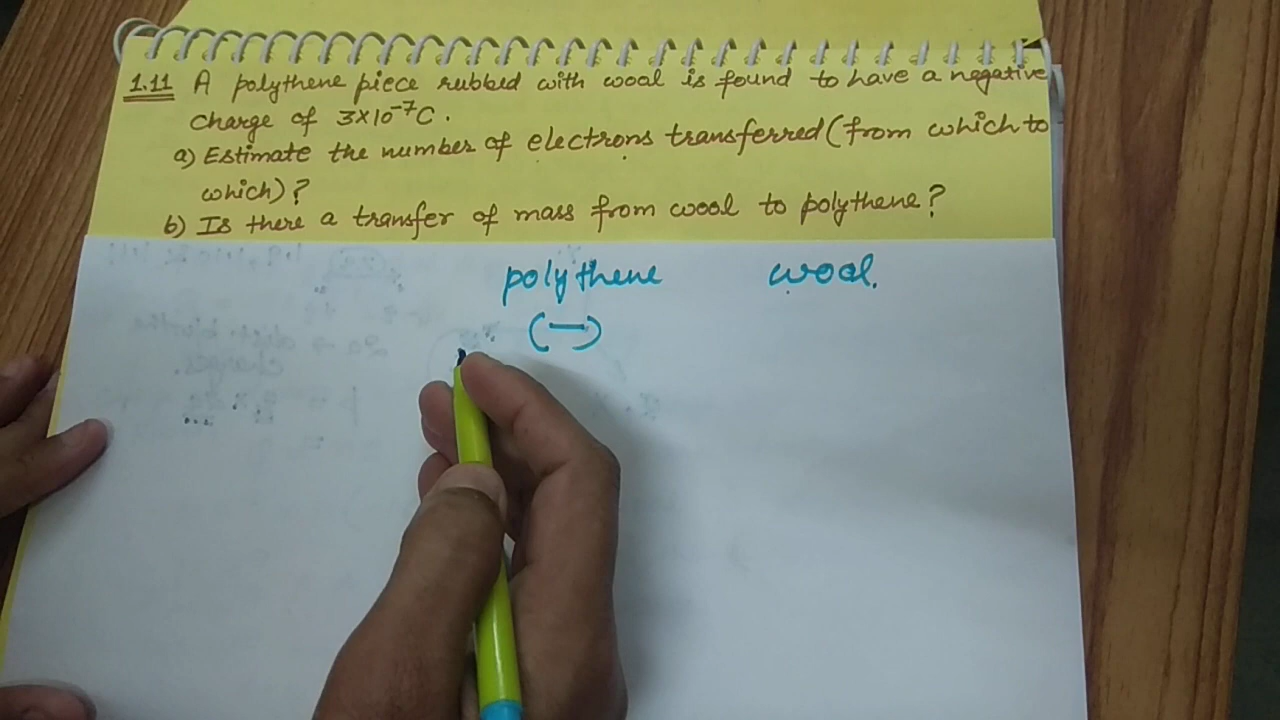 1.11 A polythene piece rubbed with wool is found to have a negative
charge of 3×10⁻⁷C.
a) Estimate the number of electrons transferred (from which to
which)?
b) Is there a transfer of mass from wool to polythene?
polythene wool.
(−)